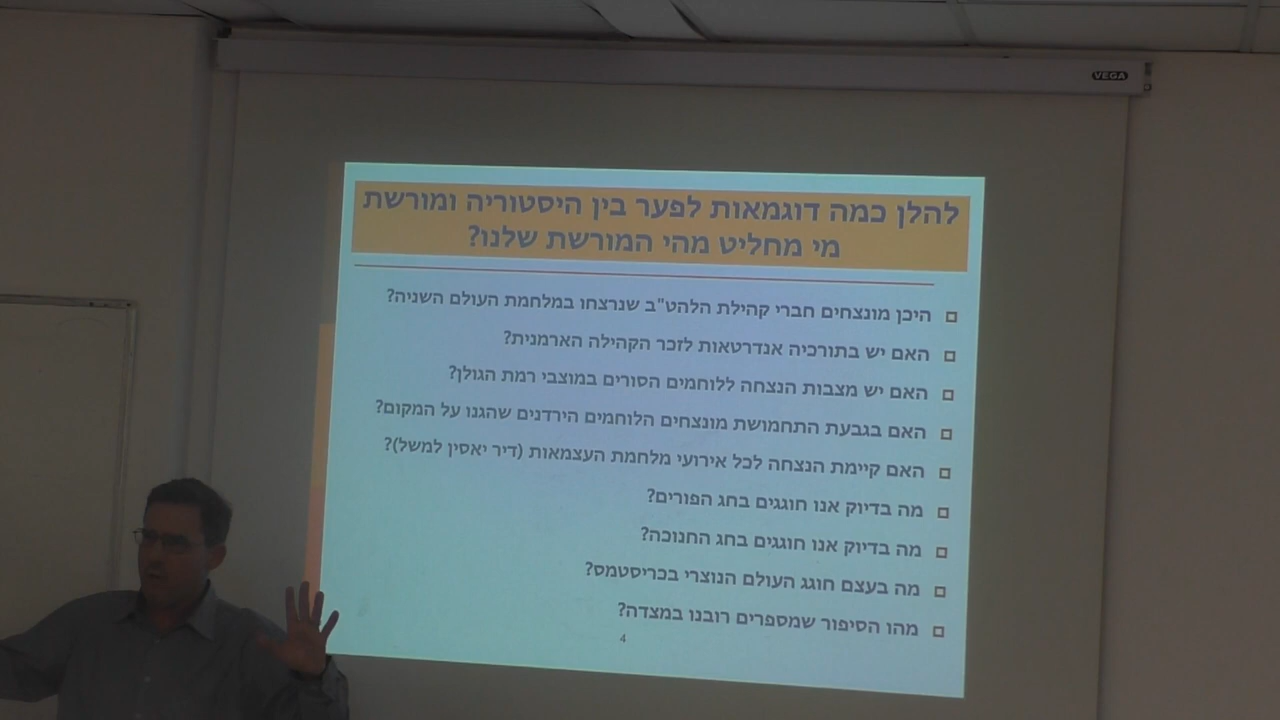 VEGA
להלן כמה דוגמאות לפער בין היסטוריה ומורשת
מי מחליט מהי המורשת שלנו?
היכן מונצחים חברי קהילת הלהט"ב שנרצחו במלחמת העולם השניה?
האם יש בתורכיה אנדרטאות לזכר הקהילה הארמנית?
האם יש מצבות הנצחה ללוחמים הסורים במוצבי רמת הגולן?
האם בגבעת התחמושת מונצחים הלוחמים הירדנים שהגנו על המקום?
האם קיימת הנצחה לכל אירועי מלחמת העצמאות (דיר יאסין למשל)?
מה בדיוק אנו חוגגים בחג הפורים?
מה בדיוק אנו חוגגים בחג החנוכה?
מה בעצם חוגג העולם הנוצרי בכריסטמס?
מהו הסיפור שמספרים רובנו במצדה?
4